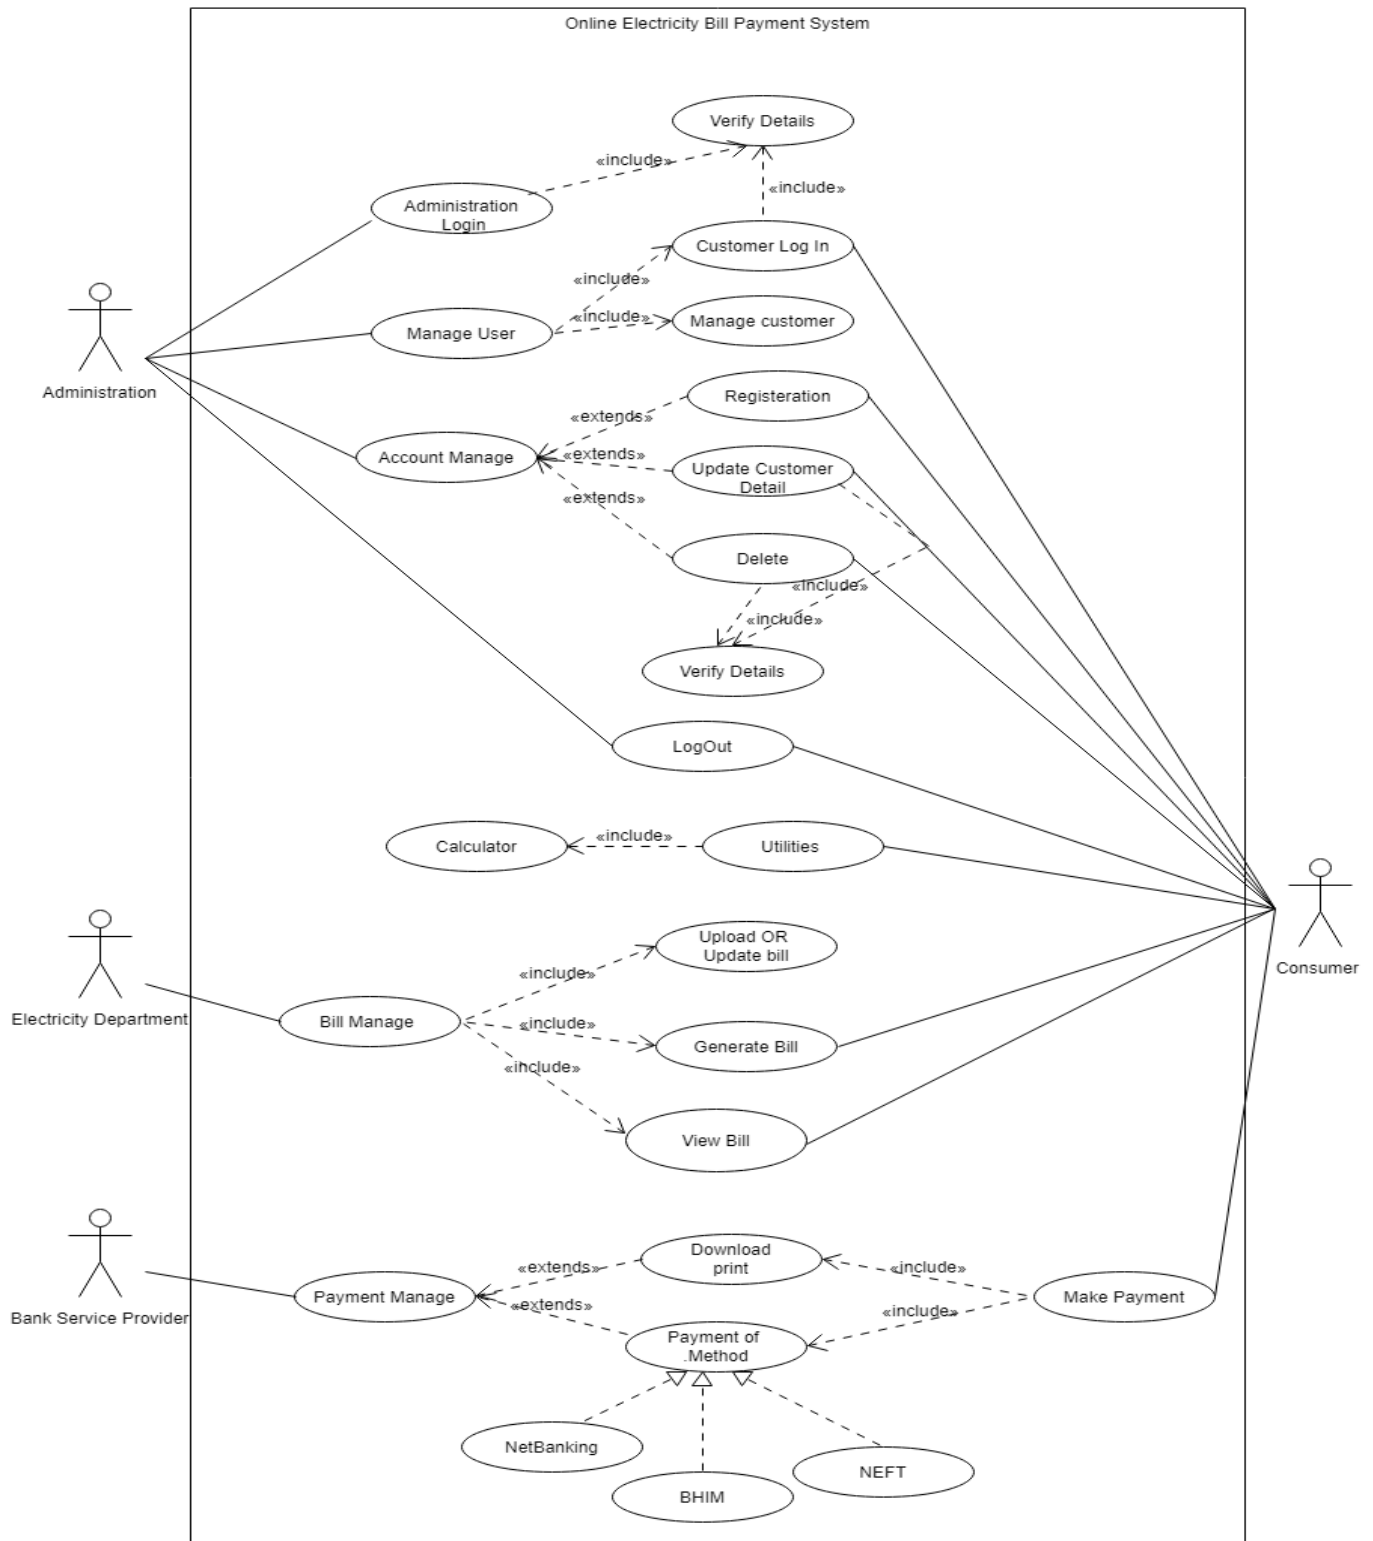 Online Electricity Bill Payment System
Verify Details
«include»
«include»
Administration
Login
Customer Log In
«include»
«include»
Manage User
Manage customer
Administration
Registeration
«extends»
«extends»
Account Manage
Update Customer
Detail
«extends»
Delete
«include»
«include»
Verify Details
LogOut
Calculator
«include»
Utilities
Upload OR
Update bill
«include»
Consumer
Electricity Department
Bill Manage
«include»
Generate Bill
«include»
View Bill
Download
print
«extends»
«include»
Payment Manage
Make Payment
«extends»
«include»
Bank Service Provider
Payment of
.Method
NetBanking
NEFT
BHIM